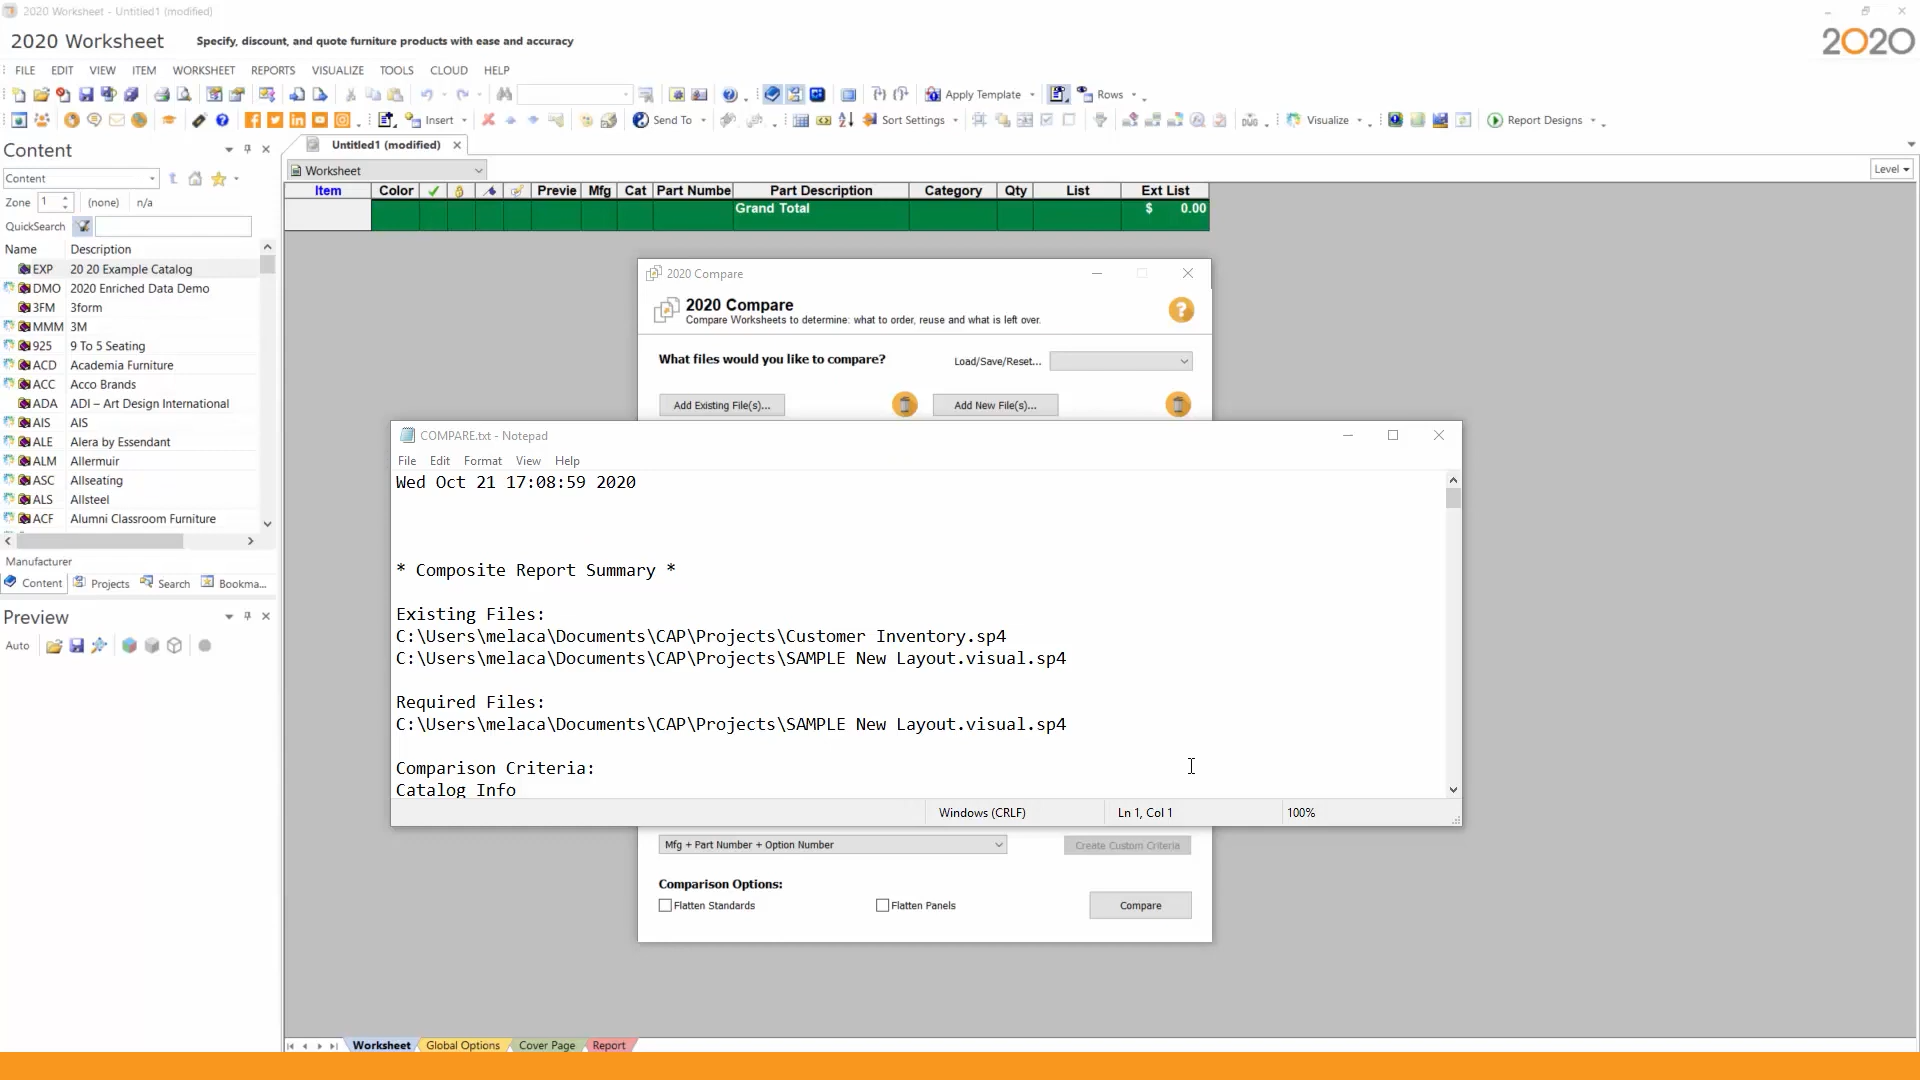 2020 Worksheet - Untitled1 (modified)
2020 Worksheet
Specify, discount, and quote furniture products with ease and accuracy
2020
FILE EDIT VIEW ITEM WORKSHEET REPORTS VISUALIZE TOOLS CLOUD HELP
Apply Template
Rows
Insert
Send To
Sort Settings
Visualize
Report Designs
Content
Untitled1 (modified)
Content
Worksheet
Level
Zone 1 (none) n/a
QuickSearch
Name Description
EXP 20 20 Example Catalog
DMO 2020 Enriched Data Demo
3FM 3form
MMM 3M
925 9 To 5 Seating
ACD Academia Furniture
ACC Acco Brands
ADA ADI – Art Design International
AIS AIS
ALE Alera by Essendant
ALM Allermuir
ASC Allseating
ALS Allsteel
ACF Alumni Classroom Furniture
Manufacturer
Content Projects Search Bookma...
Preview
Auto
Item Color Previe Mfg Cat Part Numbe Part Description Category Qty List Ext List
Grand Total $ 0.00
2020 Compare
2020 Compare
Compare Worksheets to determine: what to order, reuse and what is left over.
What files would you like to compare?
Load/Save/Reset...
Add Existing File(s)...
Add New File(s)...
COMPARE.txt - Notepad
File Edit Format View Help
Wed Oct 21 17:08:59 2020
* Composite Report Summary *
Existing Files:
C:\Users\melaca\Documents\CAP\Projects\Customer Inventory.sp4
C:\Users\melaca\Documents\CAP\Projects\SAMPLE New Layout.visual.sp4
Required Files:
C:\Users\melaca\Documents\CAP\Projects\SAMPLE New Layout.visual.sp4
Comparison Criteria:
Catalog Info
Windows (CRLF) Ln 1, Col 1 100%
Mfg + Part Number + Option Number
Create Custom Criteria
Comparison Options:
Flatten Standards
Flatten Panels
Compare
Worksheet Global Options Cover Page Report